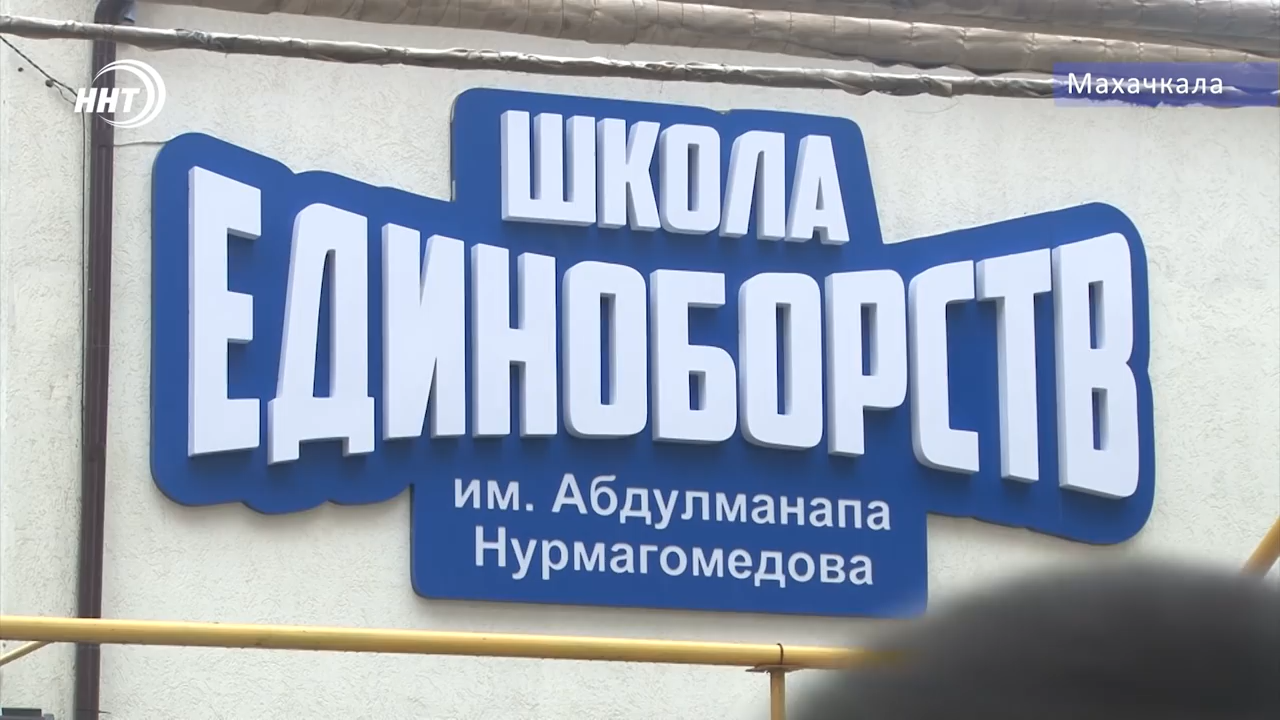 ННТ
Махачкала
ШКОЛА
ЕДИНОБОРСТВ
им. Абдулманапа
Нурмагомедова